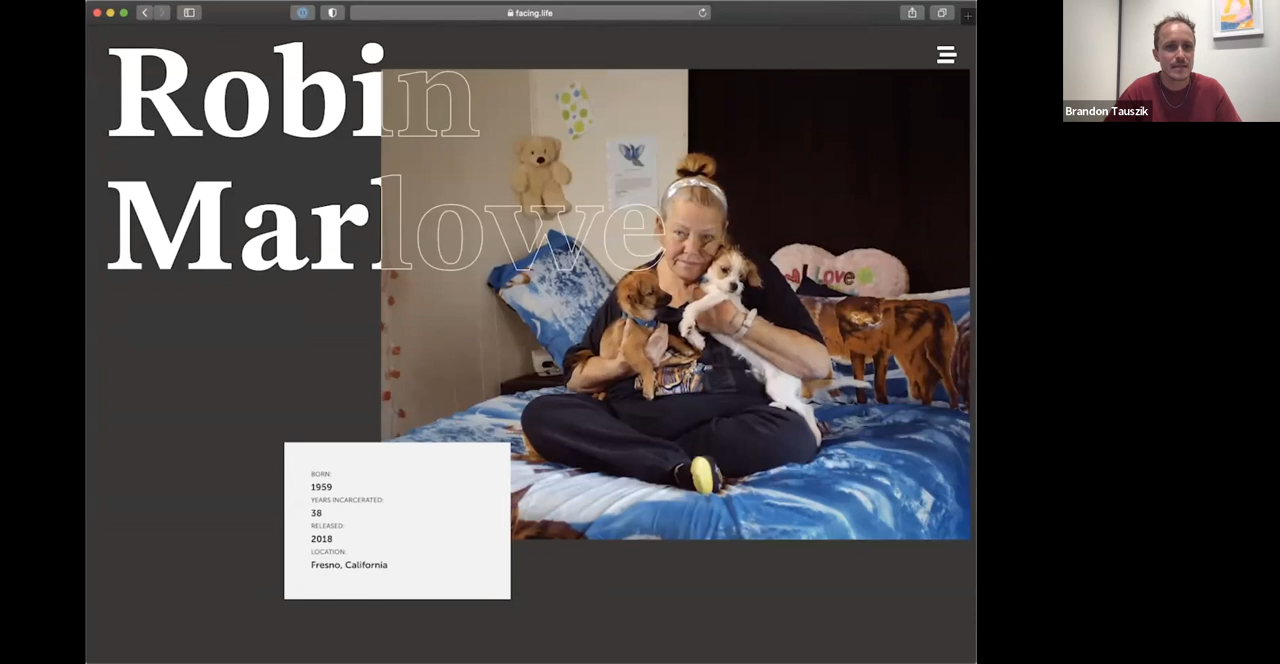 facing.life
Robin
Marlowe
I Love
BORN:
1959
YEARS INCARCERATED:
38
RELEASED:
2018
LOCATION:
Fresno, California
Brandon Tauszik